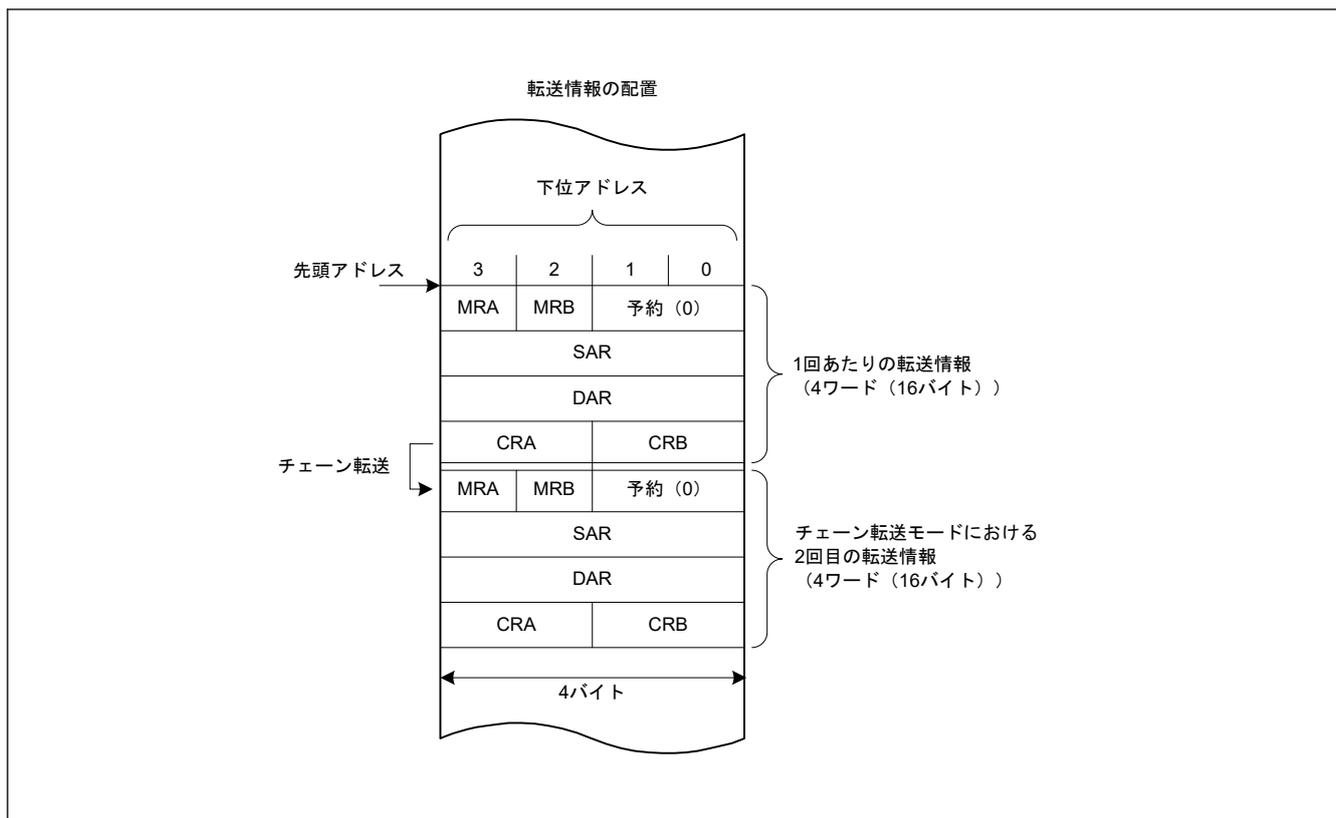 転送情報の配置
下位アドレス
先頭アドレス
3 2 1 0
MRA MRB 予約（0）
SAR
DAR
CRA CRB
1回あたりの転送情報
（4ワード（16バイト））
チェーン転送
MRA MRB 予約（0）
SAR
DAR
CRA CRB
チェーン転送モードにおける
2回目の転送情報
（4ワード（16バイト））
4バイト